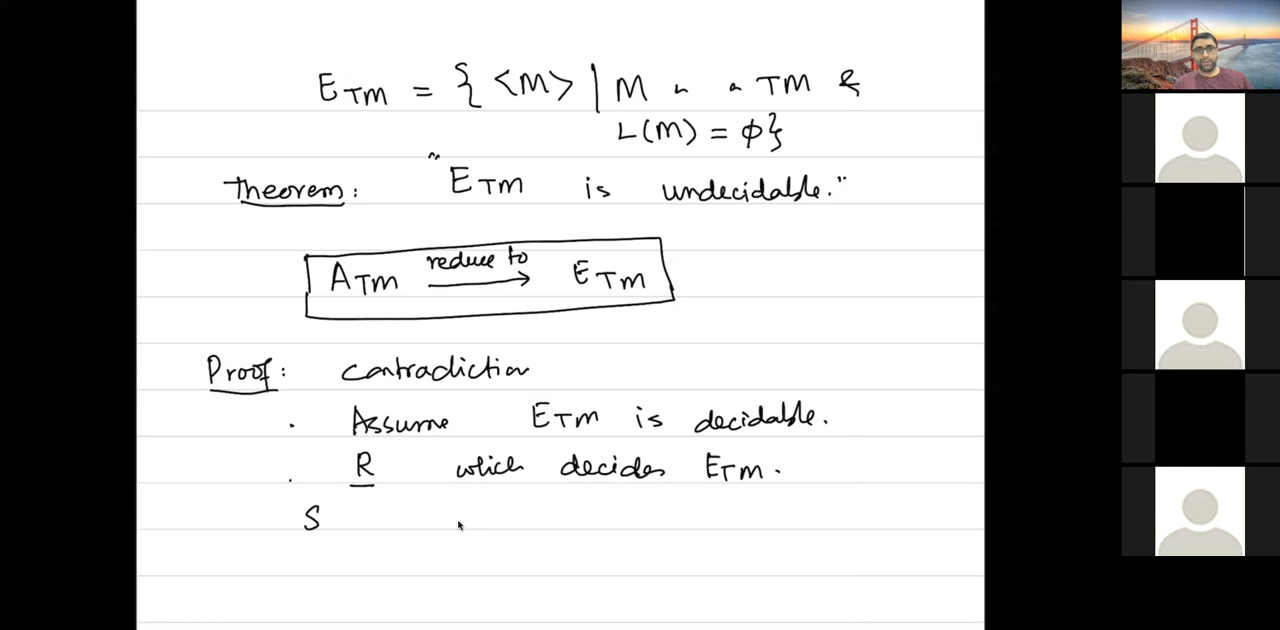 E_TM = { <M> | M is a TM &
L(M) = ϕ}
Theorem: "E_TM is undecidable."
A_TM reduce to → E_TM
Proof: contradiction
. Assume E_TM is decidable.
. R which decides E_TM.
S